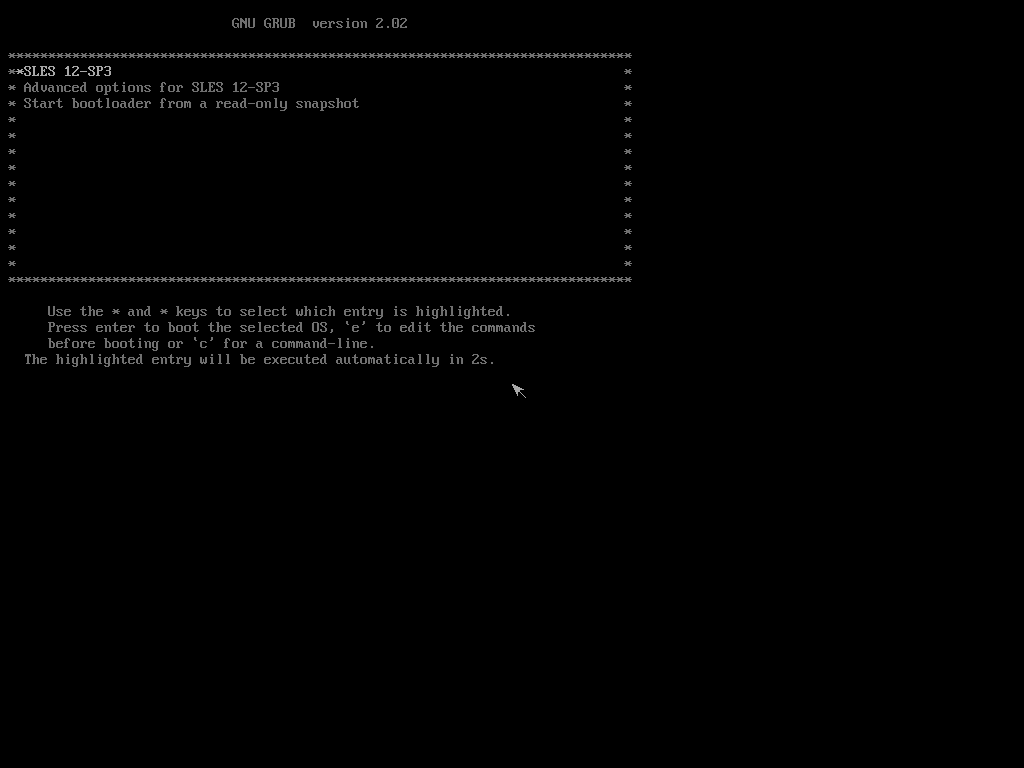 GNU GRUB  version 2.02
*******************************************************************************
**SLES 12-SP3                                                                *
* Advanced options for SLES 12-SP3                                           *
* Start bootloader from a read-only snapshot                                 *
*                                                                            *
*                                                                            *
*                                                                            *
*                                                                            *
*                                                                            *
*                                                                            *
*                                                                            *
*                                                                            *
*                                                                            *
*                                                                            *
*******************************************************************************
Use the * and * keys to select which entry is highlighted.
Press enter to boot the selected OS, `e' to edit the commands
before booting or `c' for a command-line.
The highlighted entry will be executed automatically in 2s.